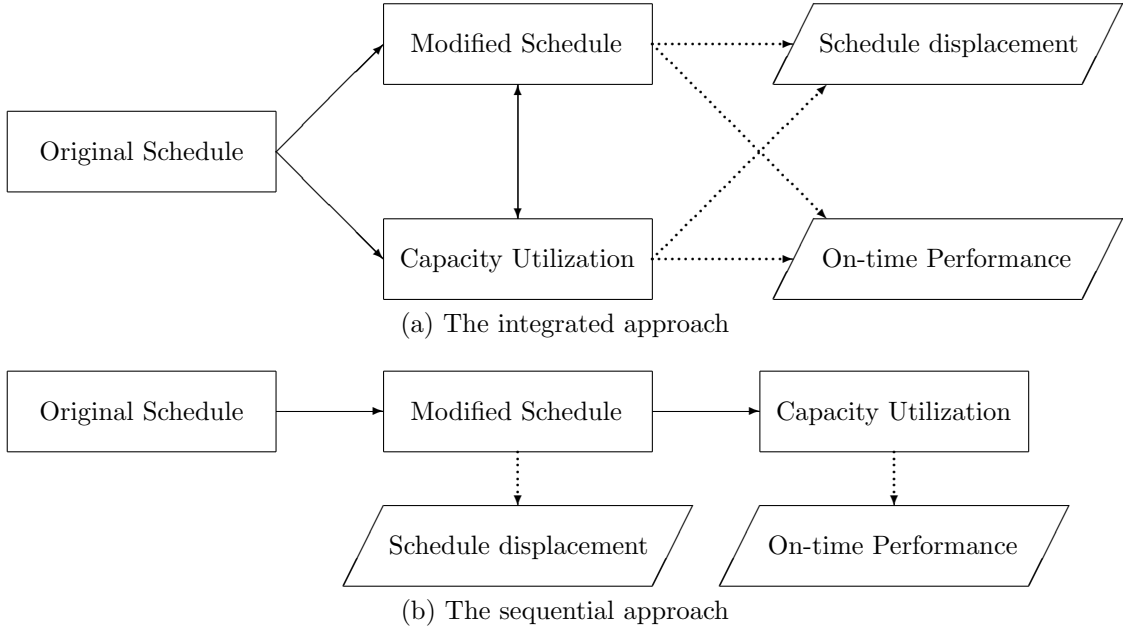 Modified Schedule
Schedule displacement
Original Schedule
Capacity Utilization
On-time Performance
(a) The integrated approach
Original Schedule
Modified Schedule
Capacity Utilization
Schedule displacement
On-time Performance
(b) The sequential approach